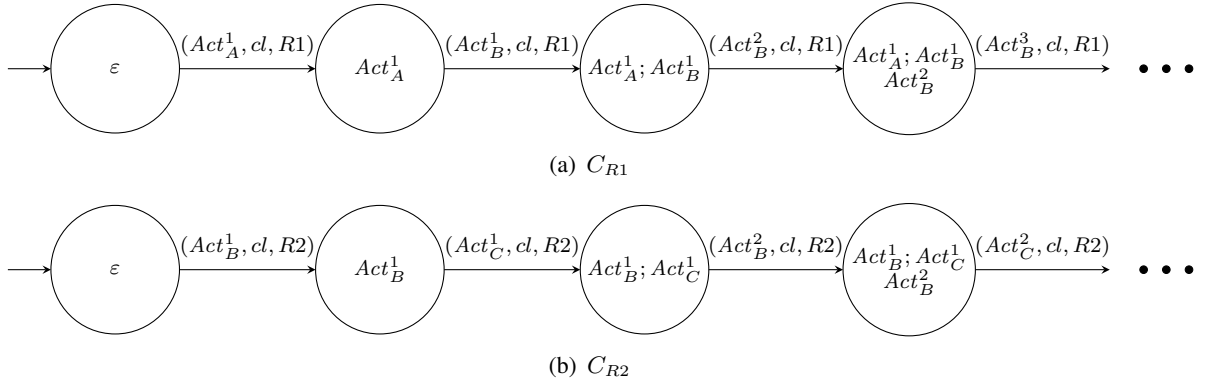 (Act_A^1, cl, R1) (Act_B^1, cl, R1) (Act_B^2, cl, R1) (Act_B^3, cl, R1)
ε Act_A^1 Act_A^1; Act_B^1 Act_A^1; Act_B^1
Act_B^2
(a) C_{R1}
(Act_B^1, cl, R2) (Act_C^1, cl, R2) (Act_B^2, cl, R2) (Act_C^2, cl, R2)
ε Act_B^1 Act_B^1; Act_C^1 Act_B^1; Act_C^1
Act_B^2
(b) C_{R2}